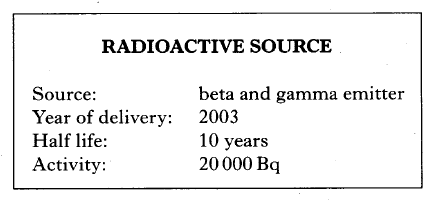 RADIOACTIVE SOURCE
Source: beta and gamma emitter
Year of delivery: 2003
Half life: 10 years
Activity: 20 000 Bq